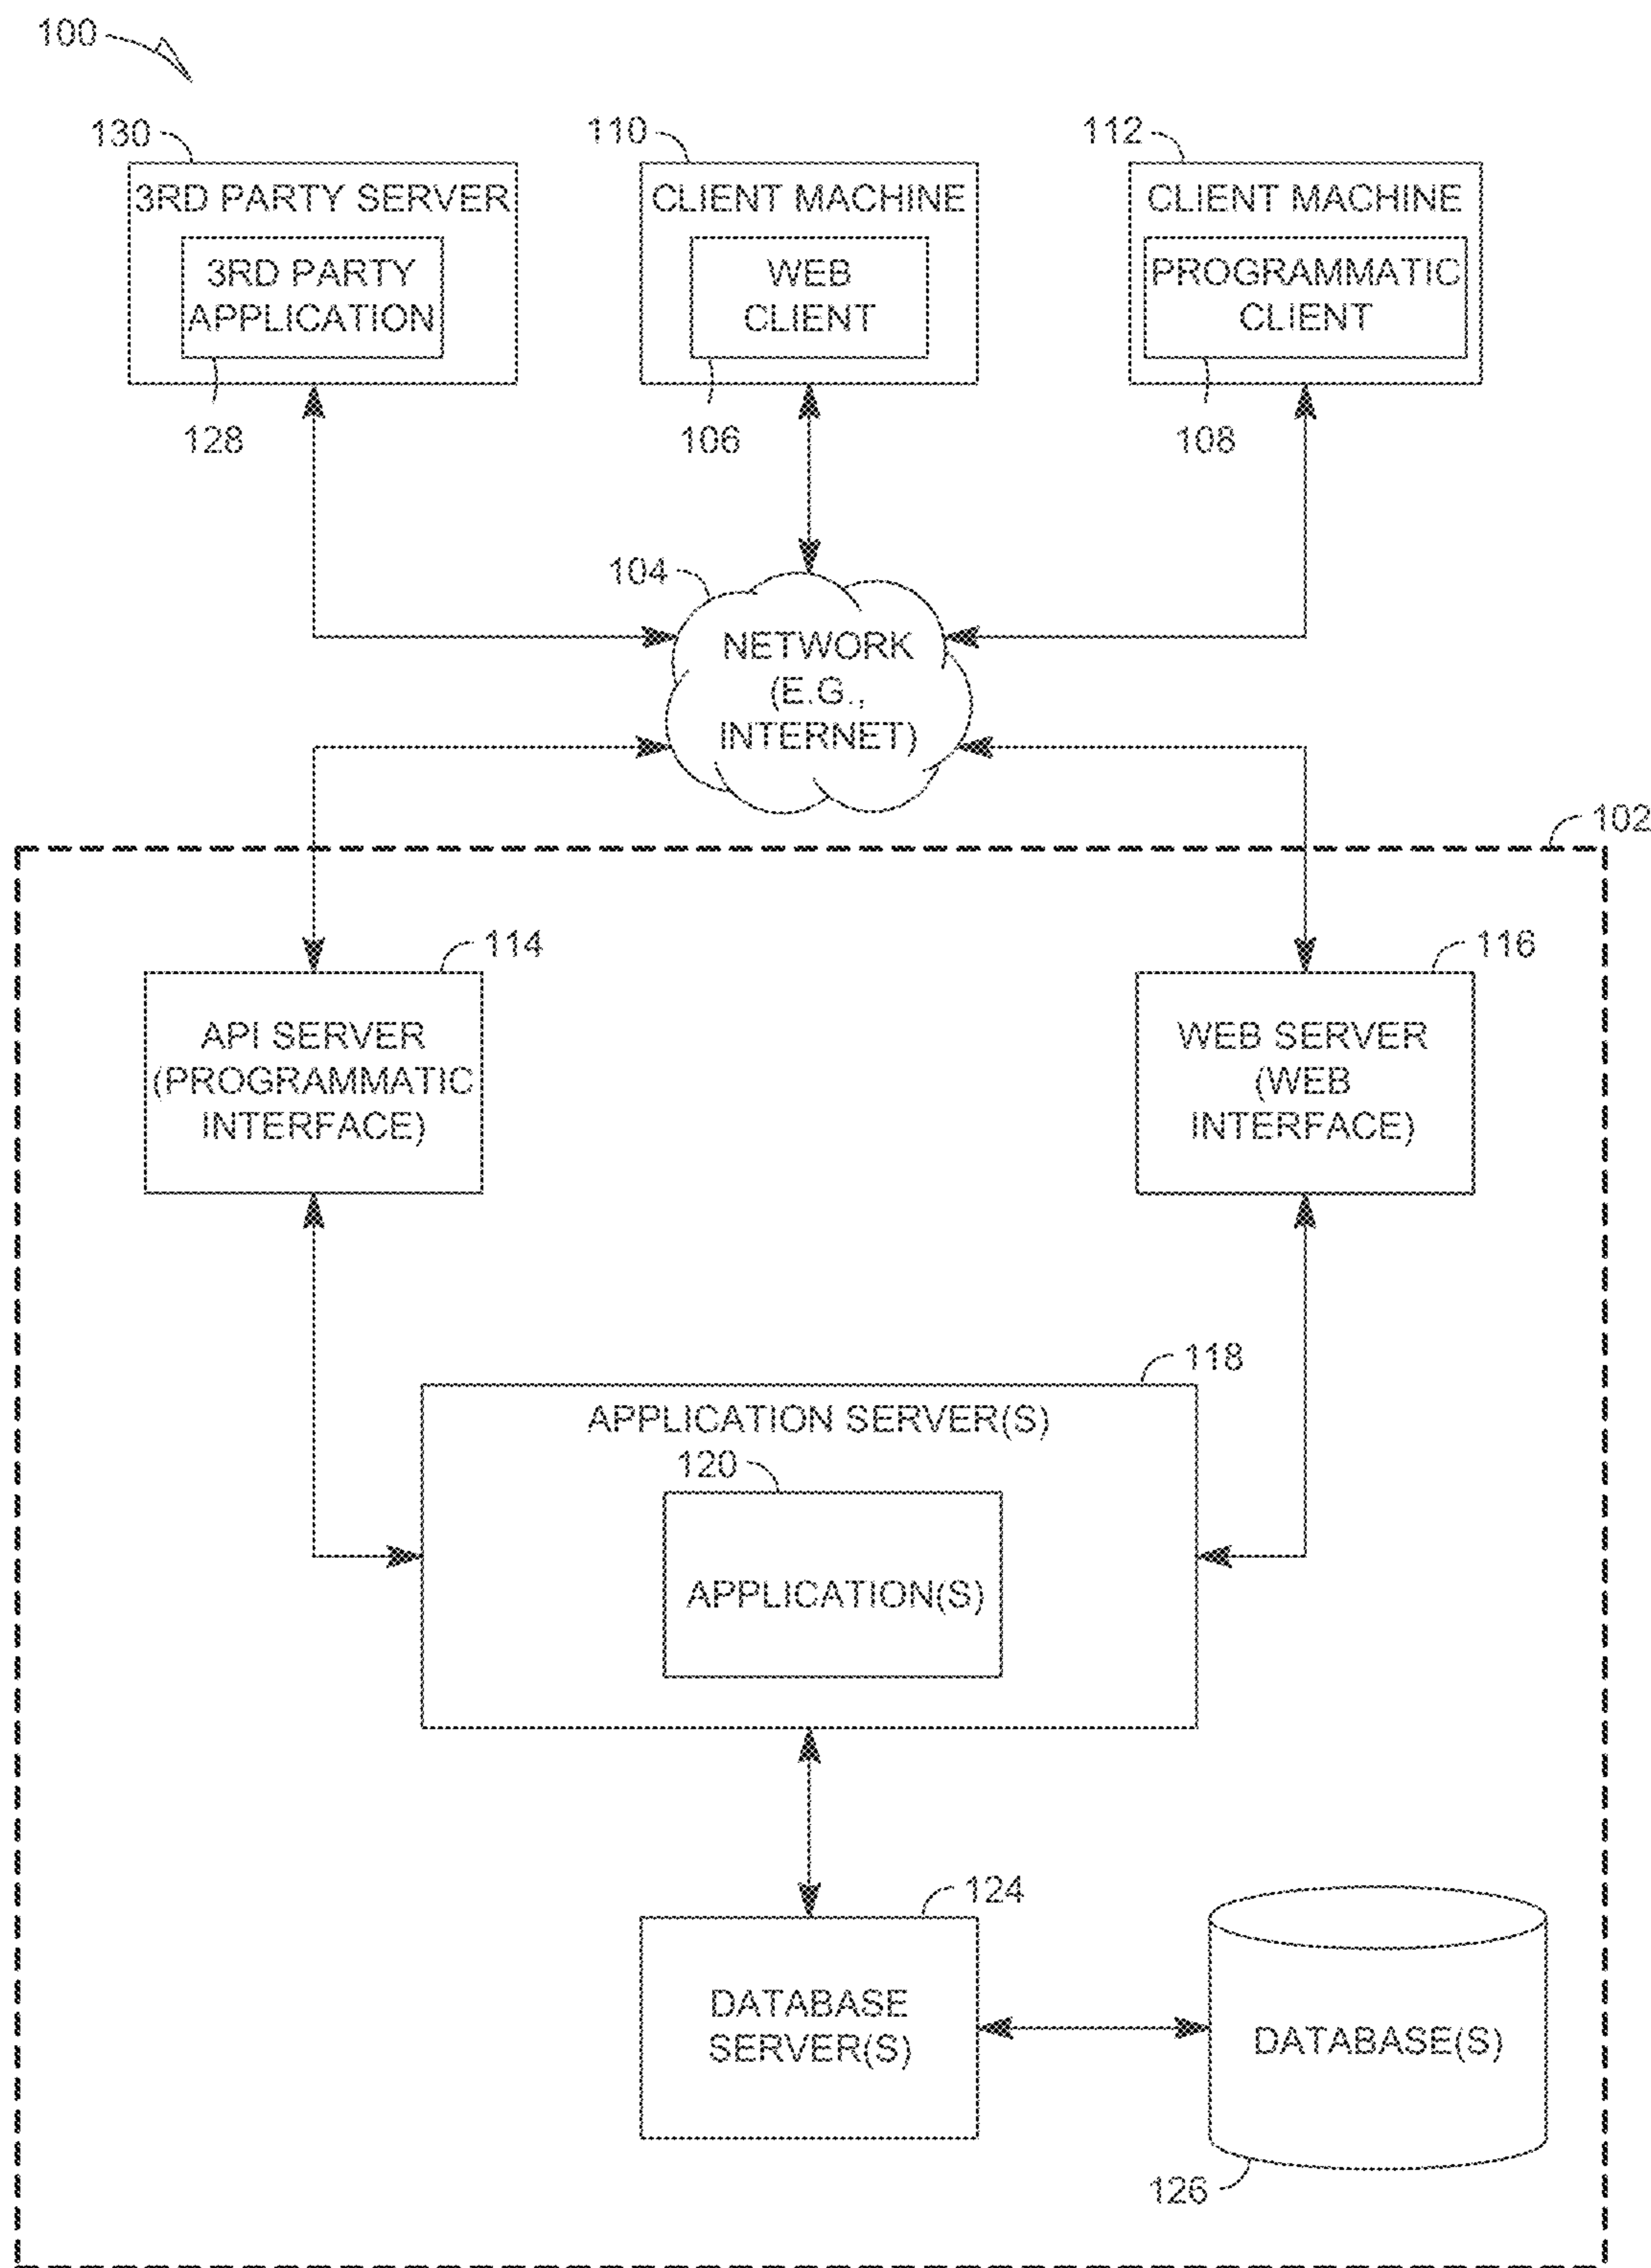 100
130
3RD PARTY SERVER
3RD PARTY
APPLICATION
128
110
CLIENT MACHINE
WEB
CLIENT
106
112
CLIENT MACHINE
PROGRAMMATIC
CLIENT
108
104
NETWORK
(E.G.,
INTERNET)
102
114
API SERVER
(PROGRAMMATIC
INTERFACE)
116
WEB SERVER
(WEB
INTERFACE)
118
APPLICATION SERVER(S)
120
APPLICATION(S)
124
DATABASE
SERVER(S)
DATABASE(S)
126